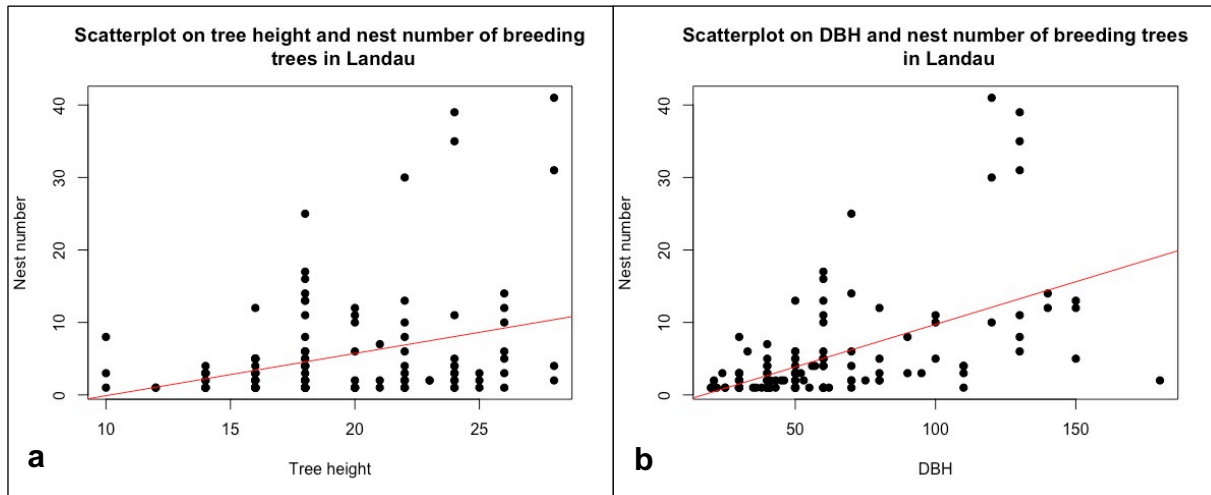 Scatterplot on tree height and nest number of breeding
trees in Landau
Nest number
40
30
20
10
0
10
15
20
25
Tree height
a
Scatterplot on DBH and nest number of breeding trees
in Landau
Nest number
40
30
20
10
0
50
100
150
DBH
b